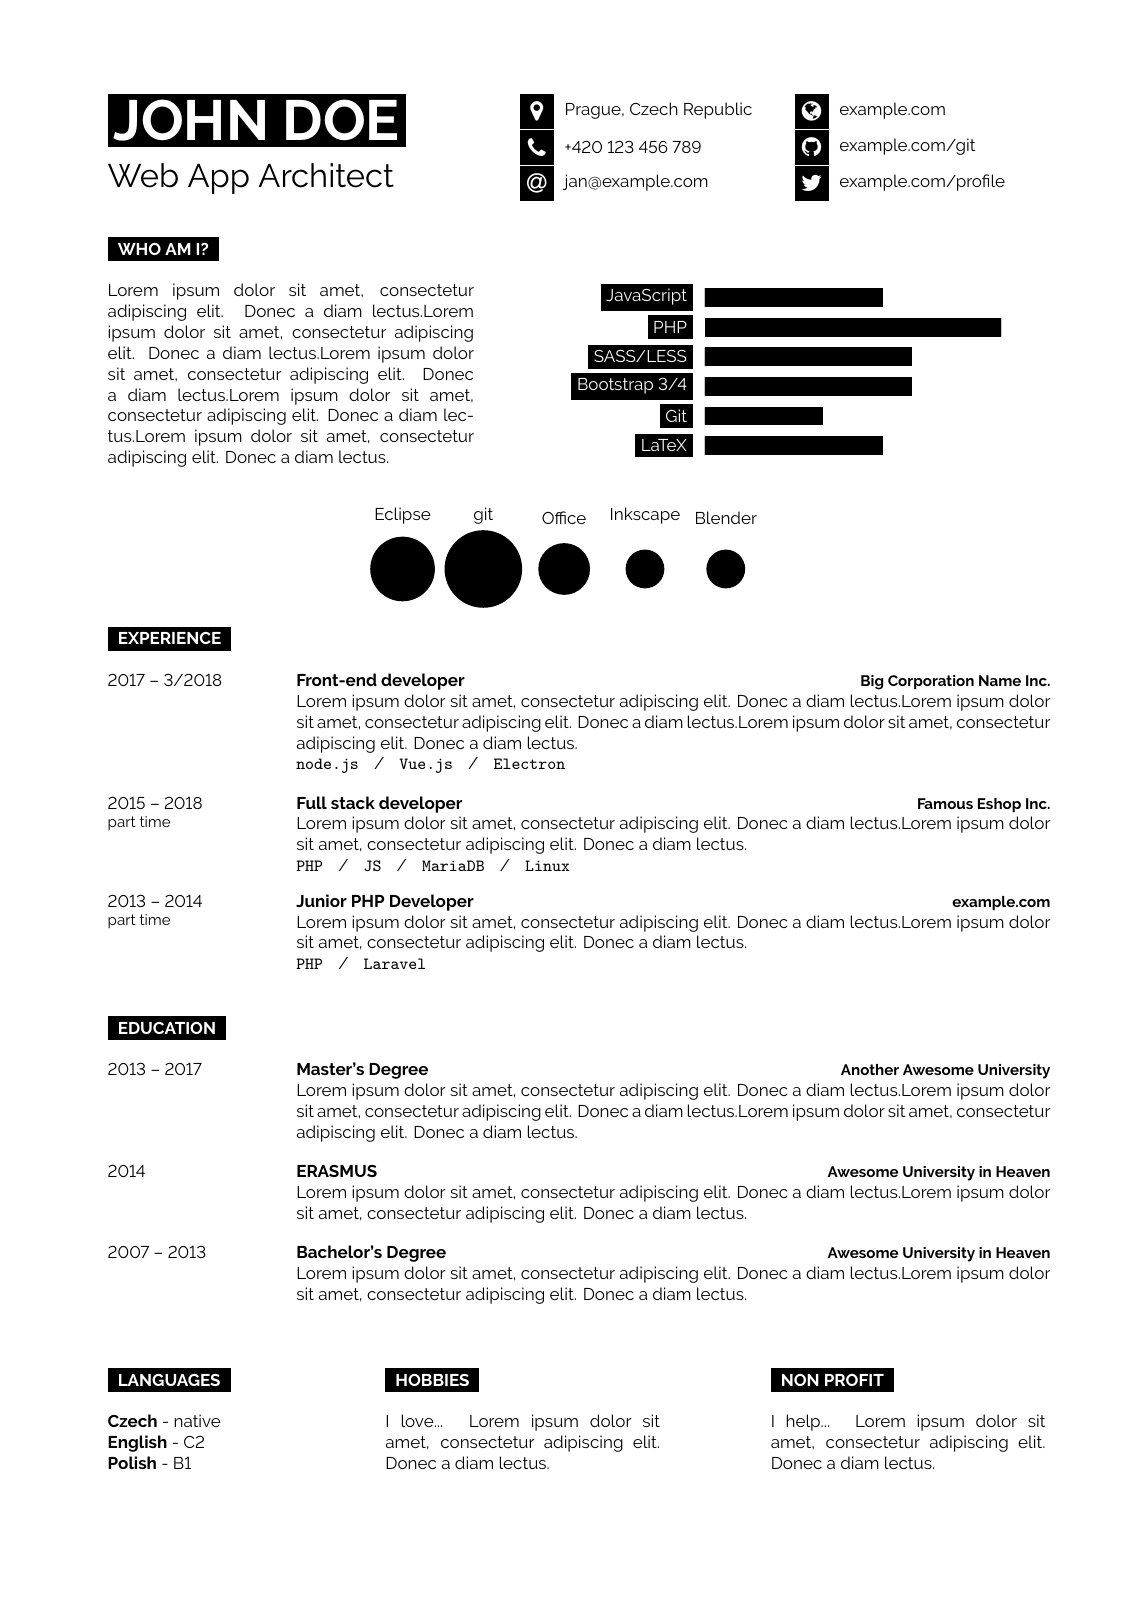 JOHN DOE
Web App Architect
Prague, Czech Republic
+420 123 456 789
jan@example.com
example.com
example.com/git
example.com/profile
WHO AM I?
Lorem ipsum dolor sit amet, consectetur
adipiscing elit. Donec a diam lectus.Lorem
ipsum dolor sit amet, consectetur adipiscing
elit. Donec a diam lectus.Lorem ipsum dolor
sit amet, consectetur adipiscing elit. Donec
a diam lectus.Lorem ipsum dolor sit amet,
consectetur adipiscing elit. Donec a diam lec-
tus.Lorem ipsum dolor sit amet, consectetur
adipiscing elit. Donec a diam lectus.
JavaScript
PHP
SASS/LESS
Bootstrap 3/4
Git
LaTeX
Eclipse git Office Inkscape Blender
EXPERIENCE
2017 – 3/2018 Front-end developer Big Corporation Name Inc.
Lorem ipsum dolor sit amet, consectetur adipiscing elit. Donec a diam lectus.Lorem ipsum dolor
sit amet, consectetur adipiscing elit. Donec a diam lectus.Lorem ipsum dolor sit amet, consectetur
adipiscing elit. Donec a diam lectus.
node.js / Vue.js / Electron
2015 – 2018 Full stack developer Famous Eshop Inc.
part time Lorem ipsum dolor sit amet, consectetur adipiscing elit. Donec a diam lectus.Lorem ipsum dolor
sit amet, consectetur adipiscing elit. Donec a diam lectus.
PHP / JS / MariaDB / Linux
2013 – 2014 Junior PHP Developer example.com
part time Lorem ipsum dolor sit amet, consectetur adipiscing elit. Donec a diam lectus.Lorem ipsum dolor
sit amet, consectetur adipiscing elit. Donec a diam lectus.
PHP / Laravel
EDUCATION
2013 – 2017 Master's Degree Another Awesome University
Lorem ipsum dolor sit amet, consectetur adipiscing elit. Donec a diam lectus.Lorem ipsum dolor
sit amet, consectetur adipiscing elit. Donec a diam lectus.Lorem ipsum dolor sit amet, consectetur
adipiscing elit. Donec a diam lectus.
2014 ERASMUS Awesome University in Heaven
Lorem ipsum dolor sit amet, consectetur adipiscing elit. Donec a diam lectus.Lorem ipsum dolor
sit amet, consectetur adipiscing elit. Donec a diam lectus.
2007 – 2013 Bachelor's Degree Awesome University in Heaven
Lorem ipsum dolor sit amet, consectetur adipiscing elit. Donec a diam lectus.Lorem ipsum dolor
sit amet, consectetur adipiscing elit. Donec a diam lectus.
LANGUAGES
Czech - native
English - C2
Polish - B1
HOBBIES
I love... Lorem ipsum dolor sit
amet, consectetur adipiscing elit.
Donec a diam lectus.
NON PROFIT
I help... Lorem ipsum dolor sit
amet, consectetur adipiscing elit.
Donec a diam lectus.